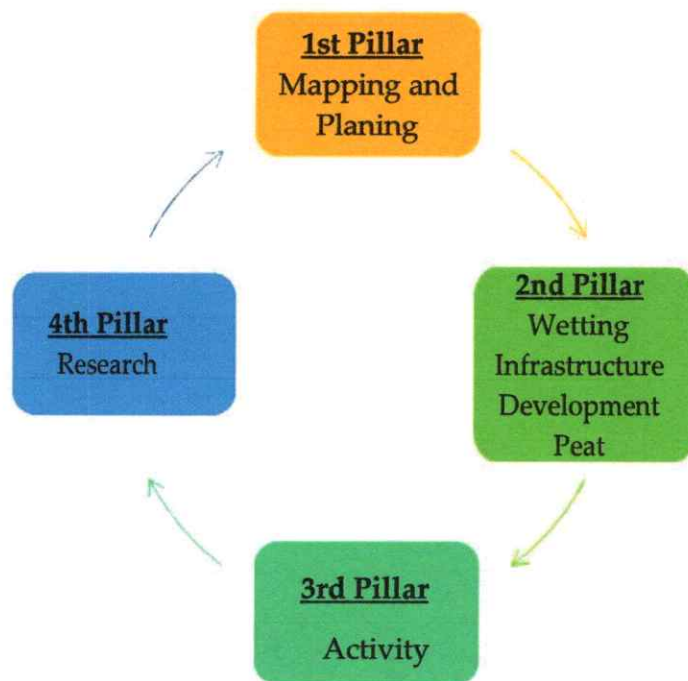 1st Pillar
Mapping and
Planing
2nd Pillar
Wetting
Infrastructure
Development
Peat
3rd Pillar
Activity
4th Pillar
Research